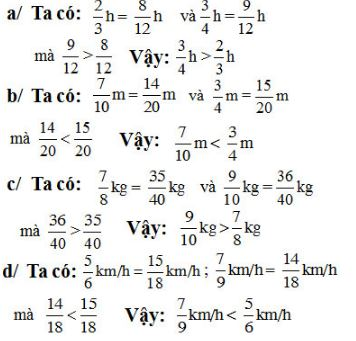 a/ Ta có: 2/3 h = 8/12 h và 3/4 h = 9/12 h
mà 9/12 > 8/12 Vậy: 3/4 h > 2/3 h
b/ Ta có: 7/10 m = 14/20 m và 3/4 m = 15/20 m
mà 14/20 < 15/20 Vậy: 7/10 m < 3/4 m
c/ Ta có: 7/8 kg = 35/40 kg và 9/10 kg = 36/40 kg
mà 36/40 > 35/40 Vậy: 9/10 kg > 7/8 kg
d/ Ta có: 5/6 km/h = 15/18 km/h ; 7/9 km/h = 14/18 km/h
mà 14/18 < 15/18 Vậy: 7/9 km/h < 5/6 km/h